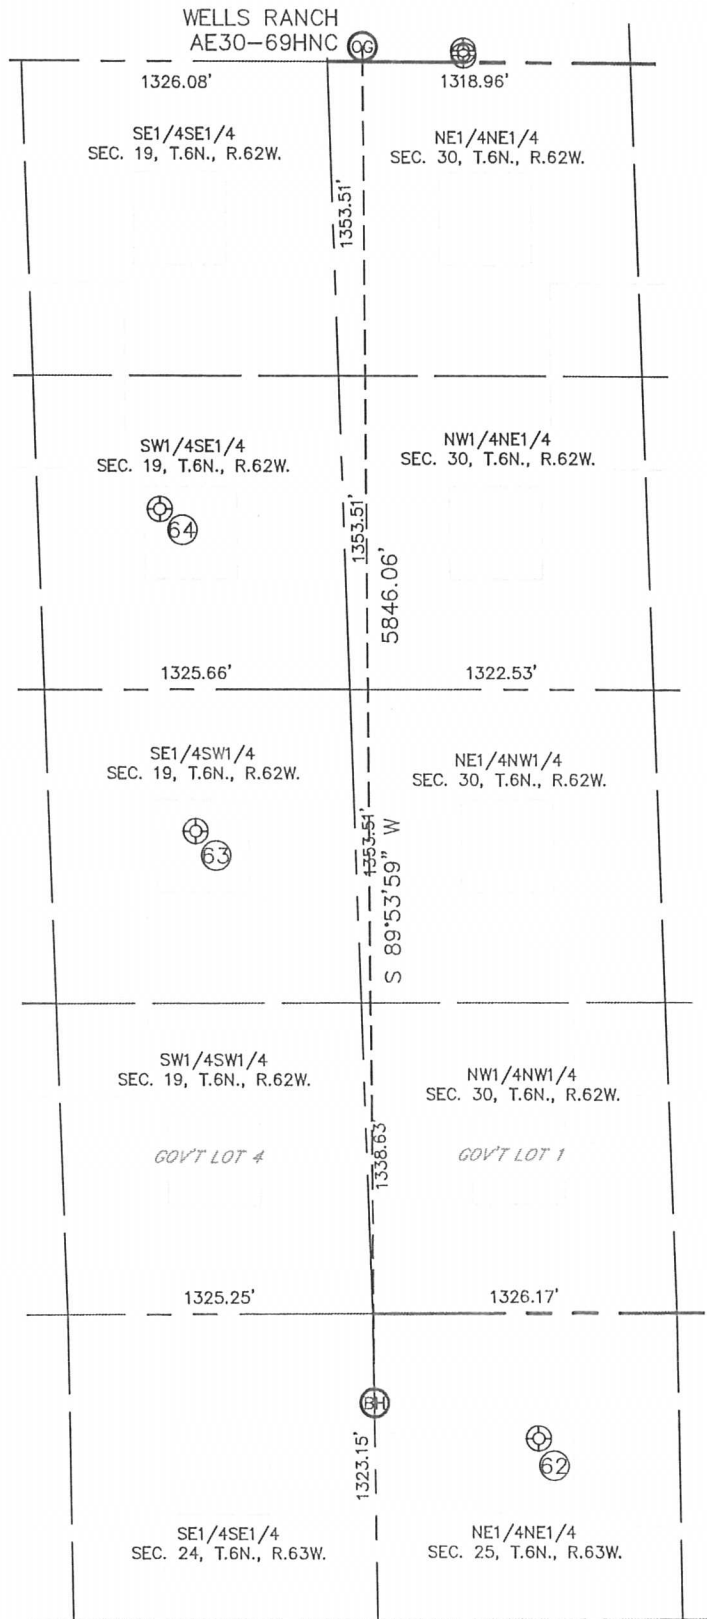 WELLS RANCH
AE30-69HNC
OG
1326.08'
1318.96'
SE1/4SE1/4
SEC. 19, T.6N., R.62W.
NE1/4NE1/4
SEC. 30, T.6N., R.62W.
1353.51'
SW1/4SE1/4
SEC. 19, T.6N., R.62W.
NW1/4NE1/4
SEC. 30, T.6N., R.62W.
64
1353.51'
5846.06'
1325.66'
1322.53'
SE1/4SW1/4
SEC. 19, T.6N., R.62W.
NE1/4NW1/4
SEC. 30, T.6N., R.62W.
63
1353.51'
S 89°53'59" W
SW1/4SW1/4
SEC. 19, T.6N., R.62W.
NW1/4NW1/4
SEC. 30, T.6N., R.62W.
GOV'T LOT 4
GOV'T LOT 1
1338.63'
1325.25'
1326.17'
BH
1323.15'
62
SE1/4SE1/4
SEC. 24, T.6N., R.63W.
NE1/4NE1/4
SEC. 25, T.6N., R.63W.